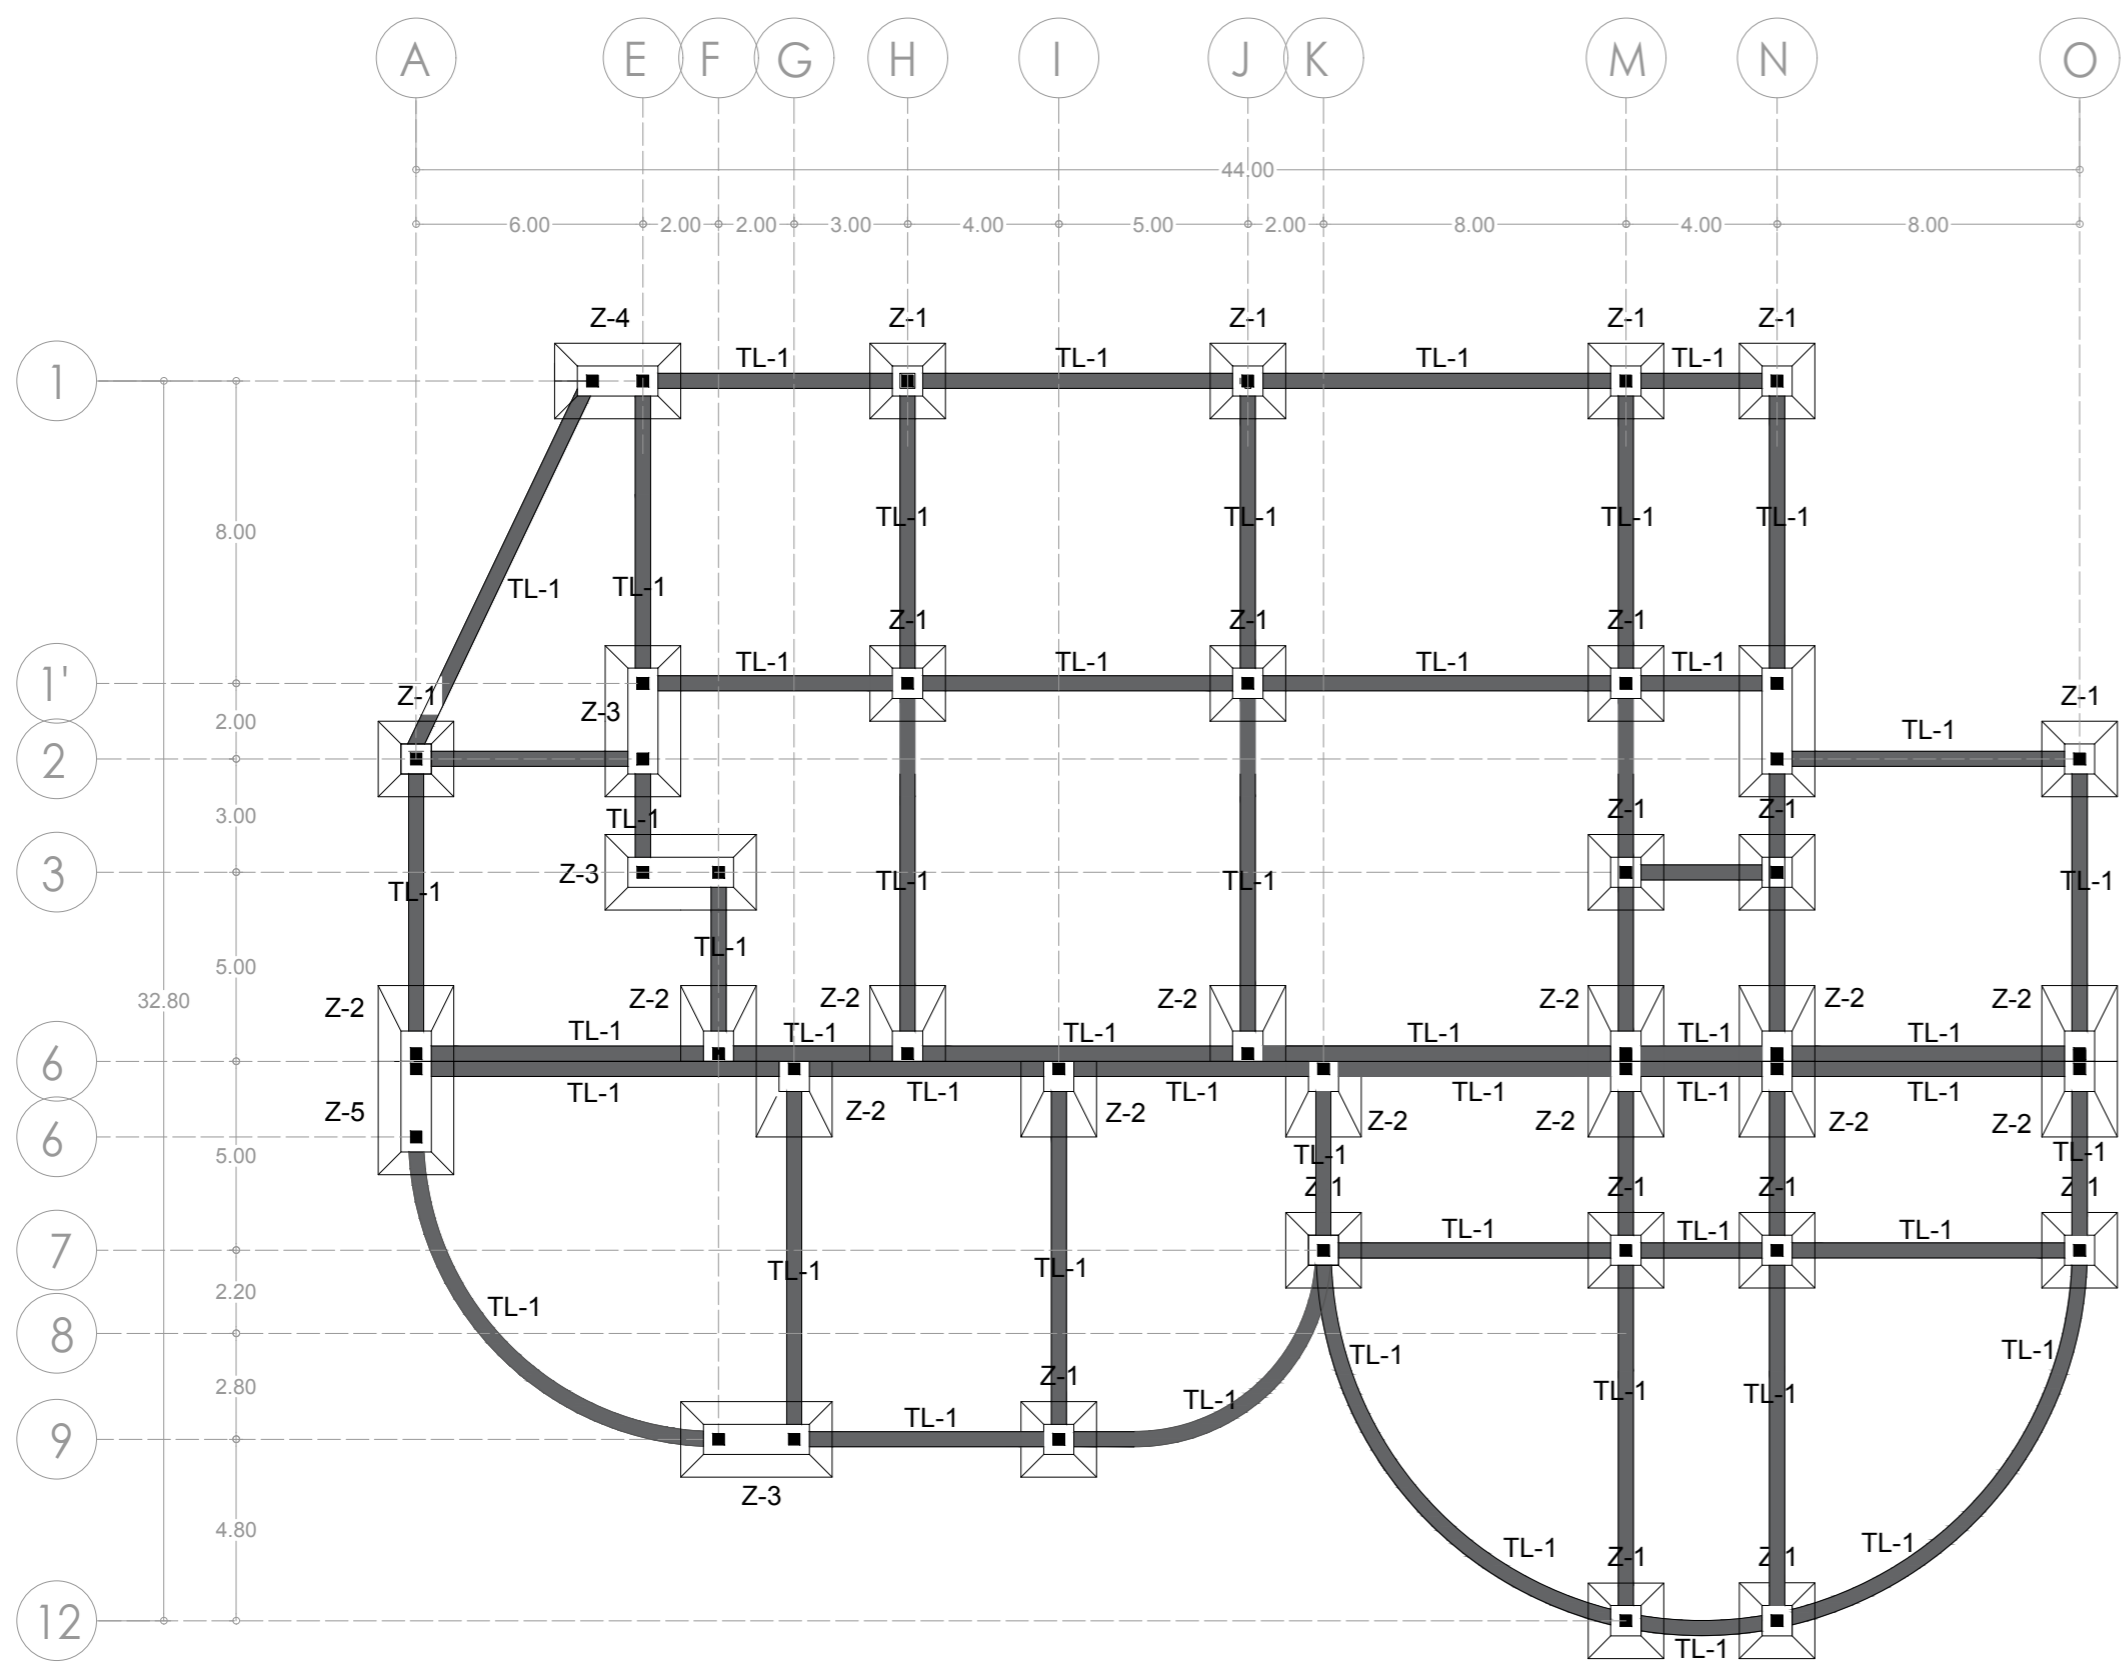 A E F G H I J K M N O
44.00
6.00 2.00 2.00 3.00 4.00 5.00 2.00 8.00 4.00 8.00
Z-4 Z-1 Z-1 Z-1 Z-1
TL-1 TL-1 TL-1 TL-1
1
8.00 TL-1 TL-1 TL-1 TL-1
TL-1 TL-1
Z-1 Z-1 Z-1
TL-1 TL-1 TL-1 TL-1
1'
Z-1 Z-1
2.00 Z-3 TL-1
2
3.00 TL-1 Z-1 Z-1
3 Z-3
TL-1 TL-1 TL-1 TL-1
TL-1
5.00
32.80
Z-2 Z-2 Z-2 Z-2 Z-2 Z-2 Z-2
TL-1 TL-1 TL-1 TL-1 TL-1 TL-1
6
TL-1 TL-1 TL-1 TL-1 TL-1 TL-1
Z-5 Z-2 Z-2 Z-2 Z-2 Z-2 Z-2
6
5.00 TL-1 TL-1
Z-1 Z-1 Z-1 Z-1
TL-1 TL-1 TL-1
7
TL-1 TL-1
2.20 TL-1
8
TL-1 TL-1
2.80 Z-1 TL-1 TL-1
TL-1 TL-1
9
Z-3
4.80 TL-1 TL-1
Z-1 Z-1
12
TL-1